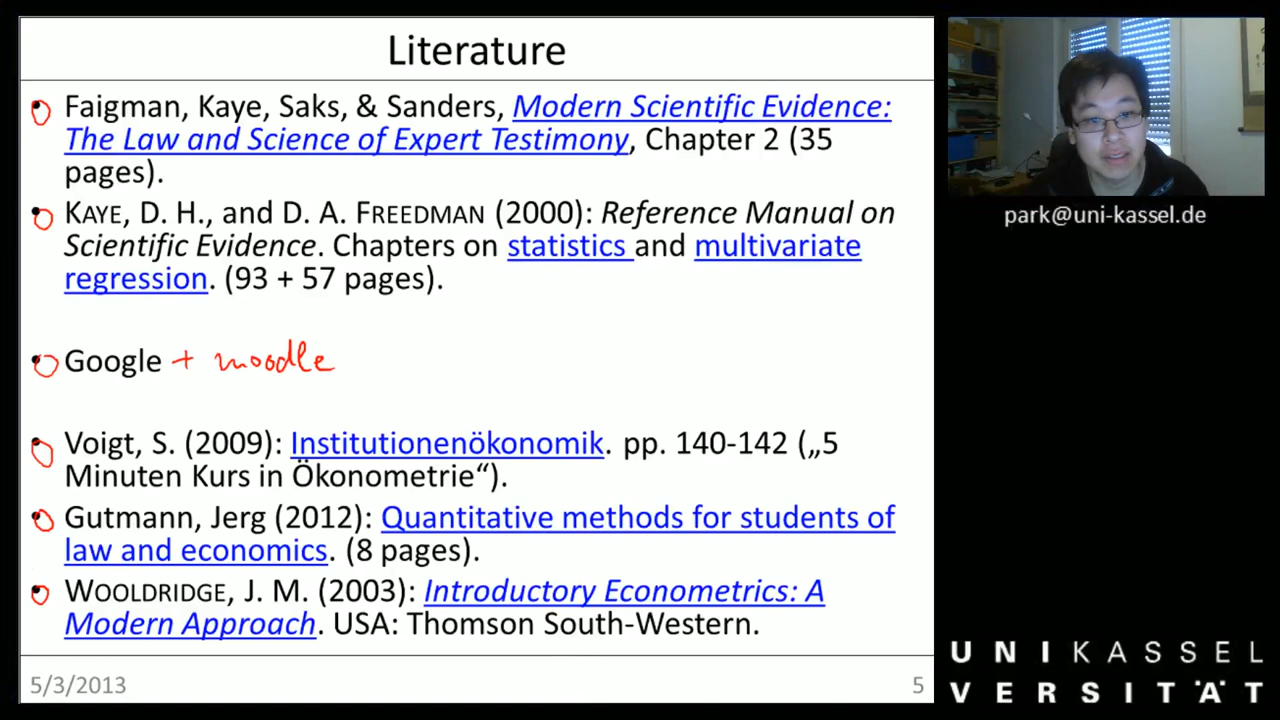 Literature
Faigman, Kaye, Saks, & Sanders, Modern Scientific Evidence:
The Law and Science of Expert Testimony, Chapter 2 (35
pages).
KAYE, D. H., and D. A. FREEDMAN (2000): Reference Manual on
Scientific Evidence. Chapters on statistics and multivariate
regression. (93 + 57 pages).
Google + moodle
Voigt, S. (2009): Institutionenökonomik. pp. 140-142 („5
Minuten Kurs in Ökonometrie“).
Gutmann, Jerg (2012): Quantitative methods for students of
law and economics. (8 pages).
WOOLDRIDGE, J. M. (2003): Introductory Econometrics: A
Modern Approach. USA: Thomson South-Western.
5/3/2013
5
park@uni-kassel.de
UNIKASSEL
VERSITÄT